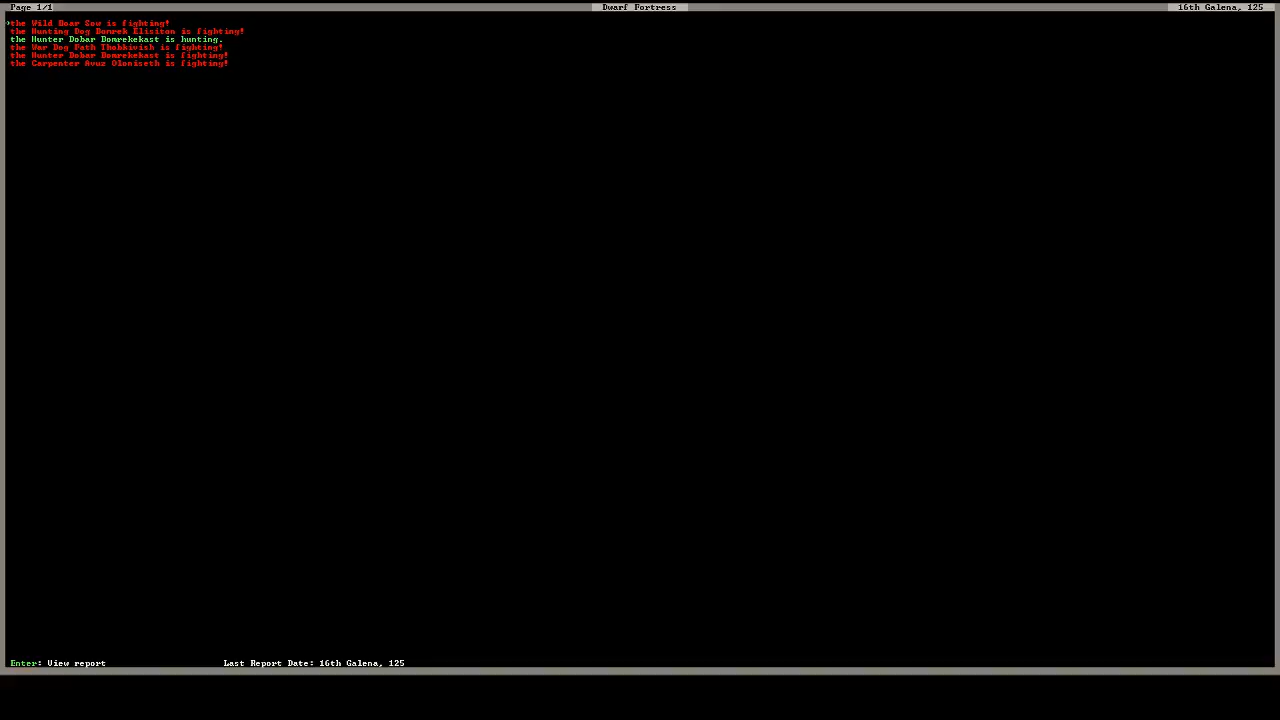 Page 1/1
Dwarf Fortress
16th Galena, 125
the Wild Boar Sow is fighting!
the Hunting Dog Domrek Elisiton is fighting!
the Hunter Dobar Domrekekast is hunting.
the War Dog Path Thobkivish is fighting!
the Hunter Dobar Domrekekast is fighting!
the Carpenter Avuz Oloniseth is fighting!
Enter: View report
Last Report Date: 16th Galena, 125